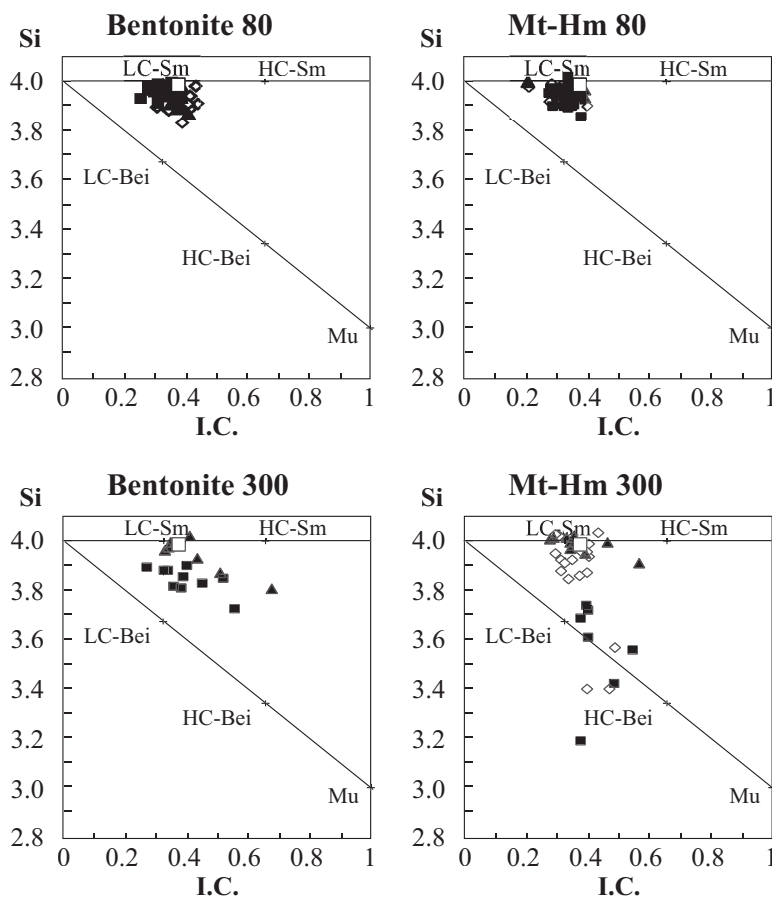 Bentonite 80
Mt-Hm 80
Si
LC-Sm
HC-Sm
4.0
3.8
3.6
3.4
3.2
3.0
2.8
LC-Bei
HC-Bei
Mu
0 0.2 0.4 0.6 0.8 1
I.C.
Si
LC-Sm
HC-Sm
4.0
3.8
3.6
3.4
3.2
3.0
2.8
LC-Bei
HC-Bei
Mu
0 0.2 0.4 0.6 0.8 1
I.C.
Bentonite 300
Mt-Hm 300
Si
LC-Sm
HC-Sm
4.0
3.8
3.6
3.4
3.2
3.0
2.8
LC-Bei
HC-Bei
Mu
0 0.2 0.4 0.6 0.8 1
I.C.
Si
LC-Sm
HC-Sm
4.0
3.8
3.6
3.4
3.2
3.0
2.8
LC-Bei
HC-Bei
Mu
0 0.2 0.4 0.6 0.8 1
I.C.